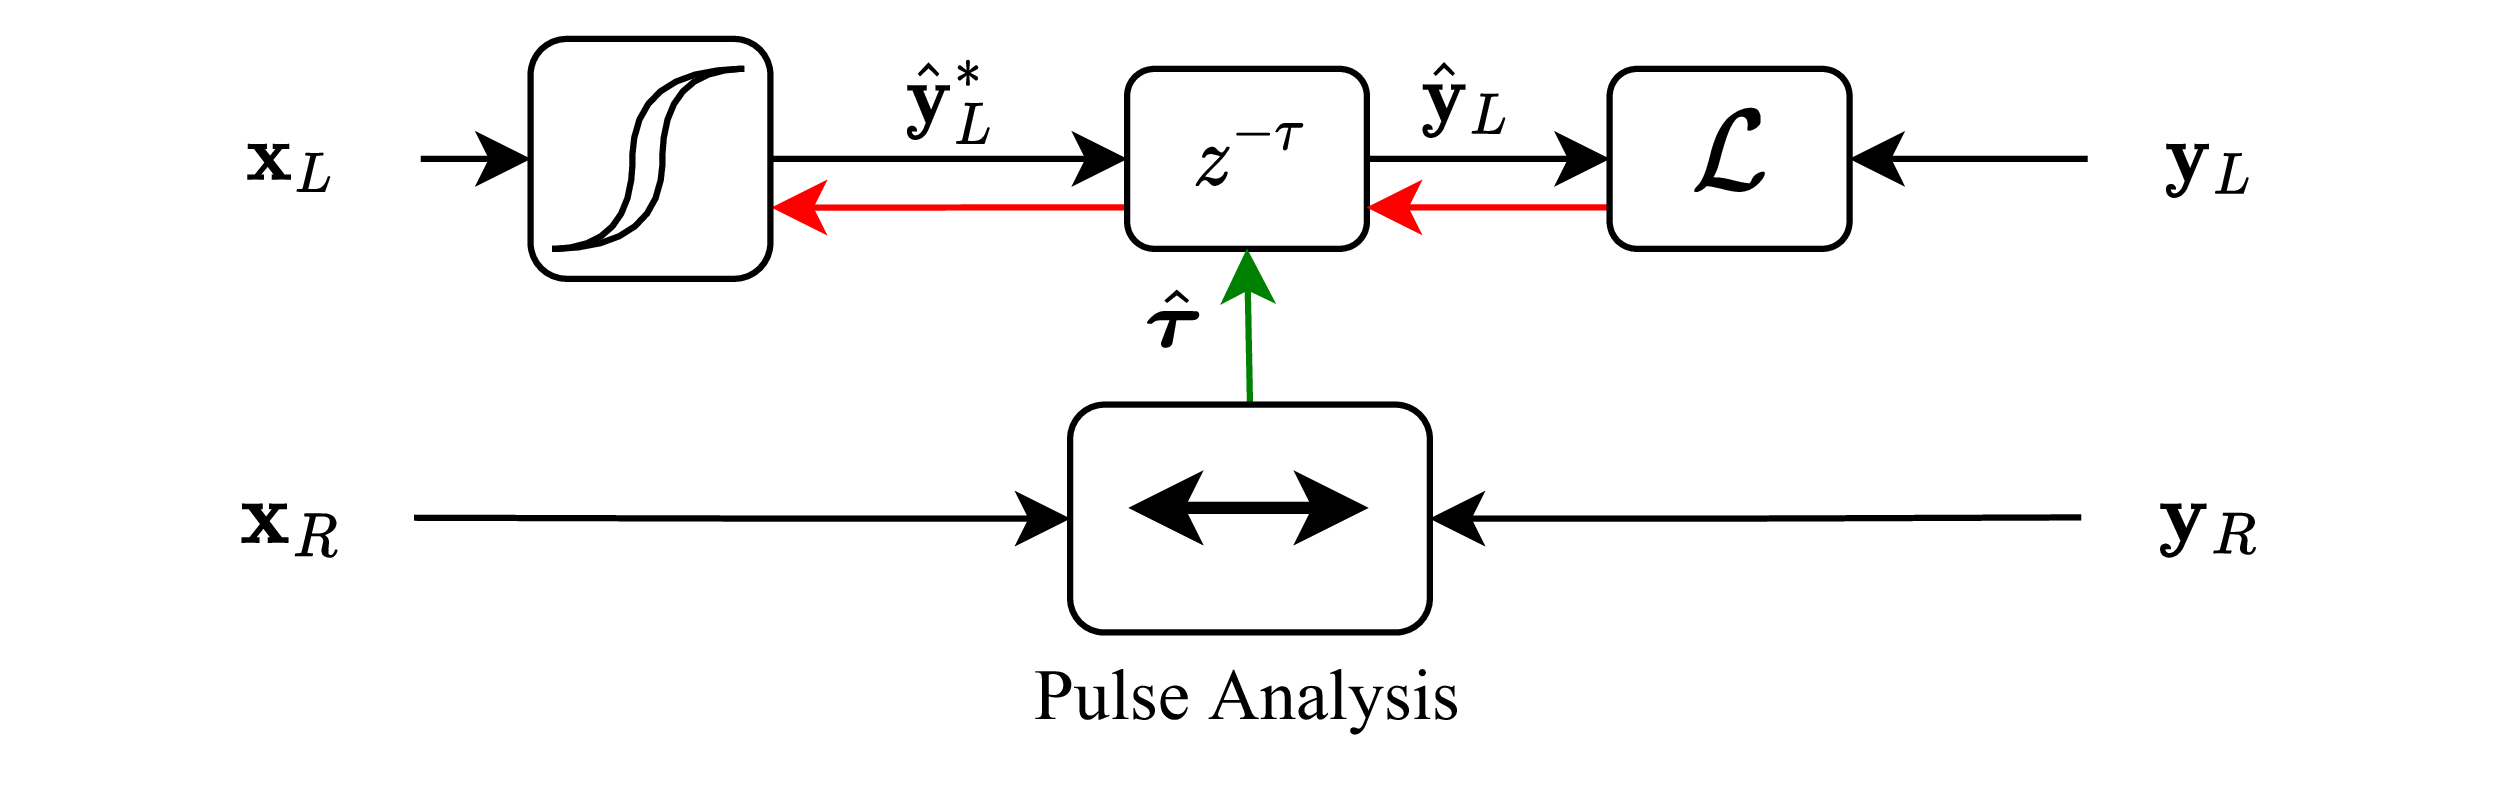 𝐱_L ŷ*_L z^{−τ} ŷ_L ℒ 𝐲_L
τ̂
𝐱_R 𝐲_R
Pulse Analysis